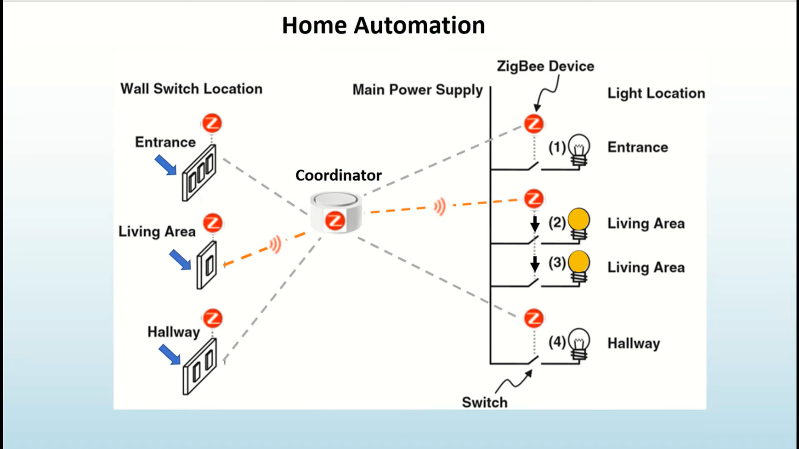 Home Automation
ZigBee Device
Wall Switch Location
Main Power Supply
Light Location
Z
Z
Entrance
(1)
Entrance
Coordinator
Z
Z
Z
Living Area
(2)
Living Area
Z
(3)
Living Area
Z
Z
Hallway
(4)
Hallway
Switch